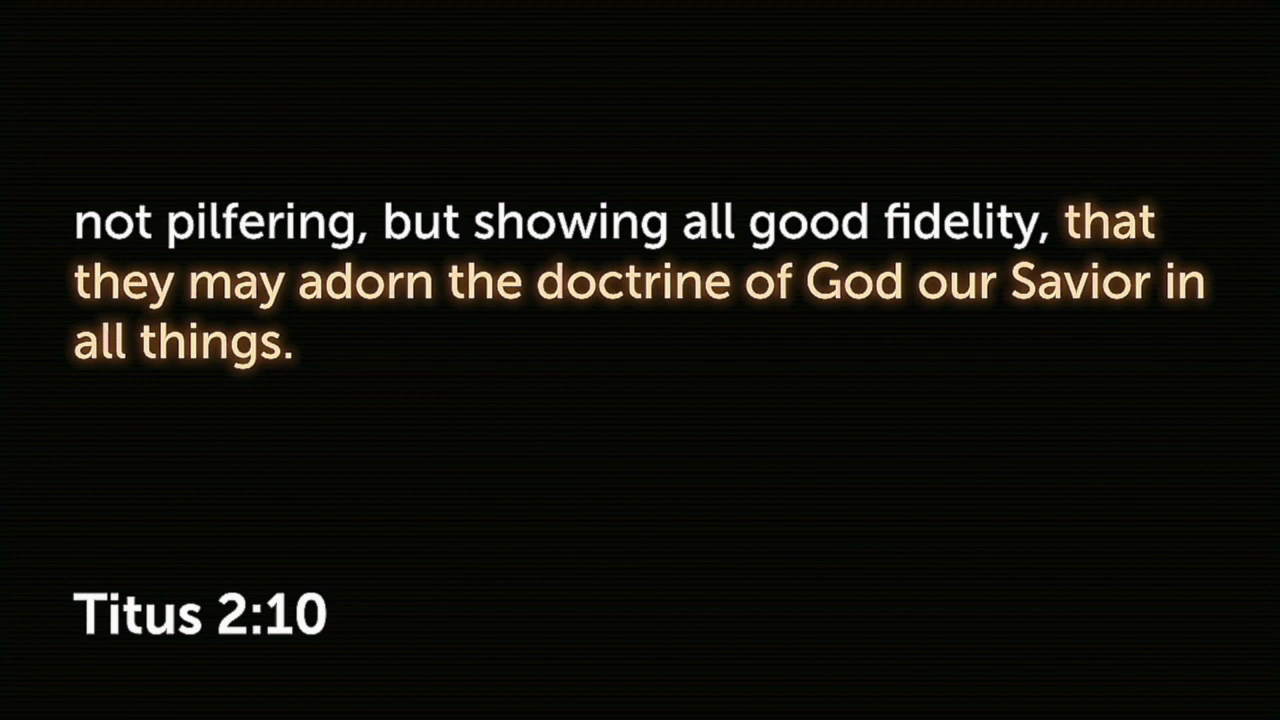 not pilfering, but showing all good fidelity, that
they may adorn the doctrine of God our Savior in
all things.
Titus 2:10